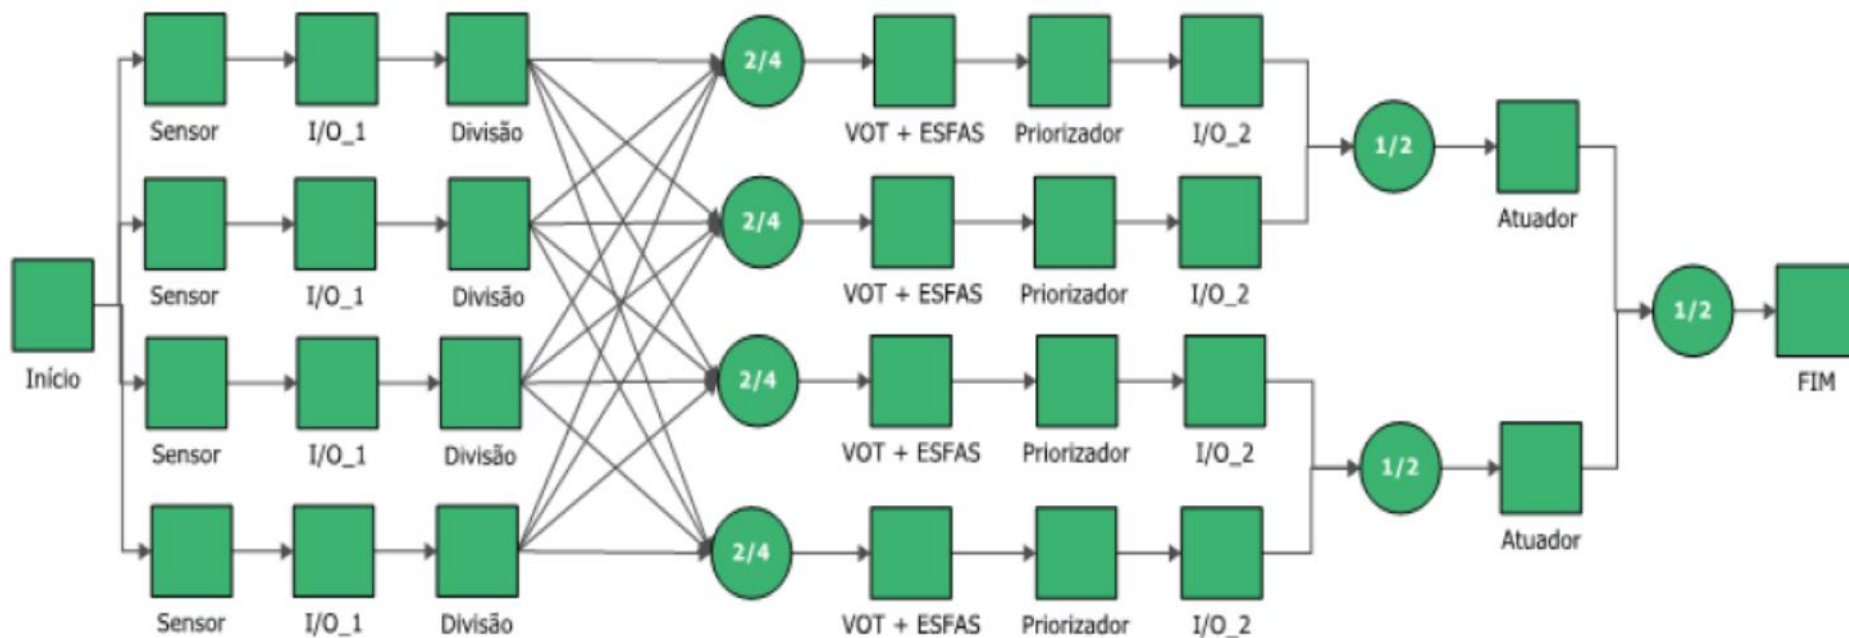 2/4
Sensor I/O_1 Divisão VOT + ESFAS Priorizador I/O_2
1/2
Atuador
2/4
Sensor I/O_1 Divisão VOT + ESFAS Priorizador I/O_2
1/2
Início
FIM
2/4
Sensor I/O_1 Divisão VOT + ESFAS Priorizador I/O_2
1/2
Atuador
2/4
Sensor I/O_1 Divisão VOT + ESFAS Priorizador I/O_2